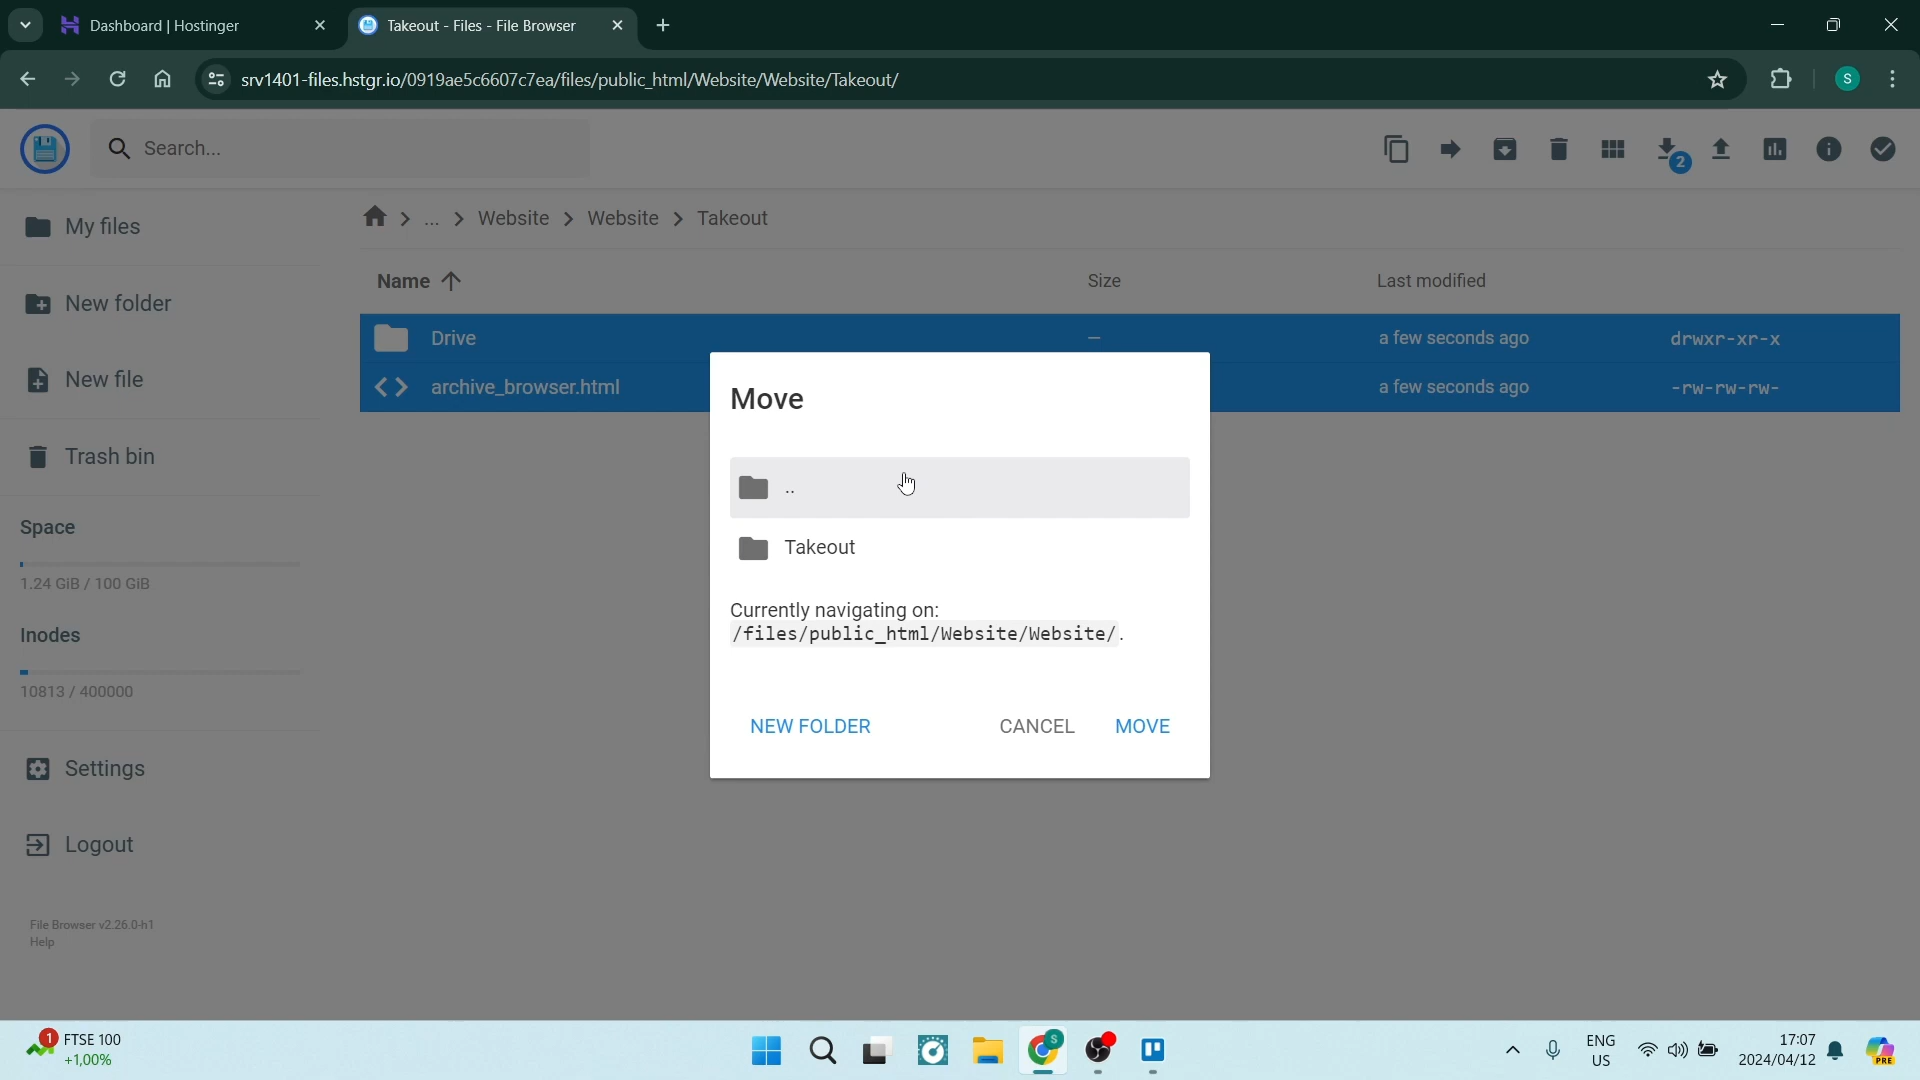 Dashboard | Hostinger
Takeout - Files - File Browser
srv1401-files.hstgr.io/0919ae5c6607c7ea/files/public_html/Website/Website/Takeout/
S
Search...
2
My files
New folder
New file
Trash bin
Space
1.24 GiB / 100 GiB
Inodes
10813 / 400000
Settings
Logout
File Browser v2.26.0-h1
Help
... Website Website Takeout
Name Size Last modified
Drive — a few seconds ago drwxr-xr-x
archive_browser.html a few seconds ago -rw-rw-rw-
Move
..
Takeout
Currently navigating on:
/files/public_html/Website/Website/.
NEW FOLDER CANCEL MOVE
1
FTSE 100
+1,00%
S
ENG
US
17:07
2024/04/12
PRE